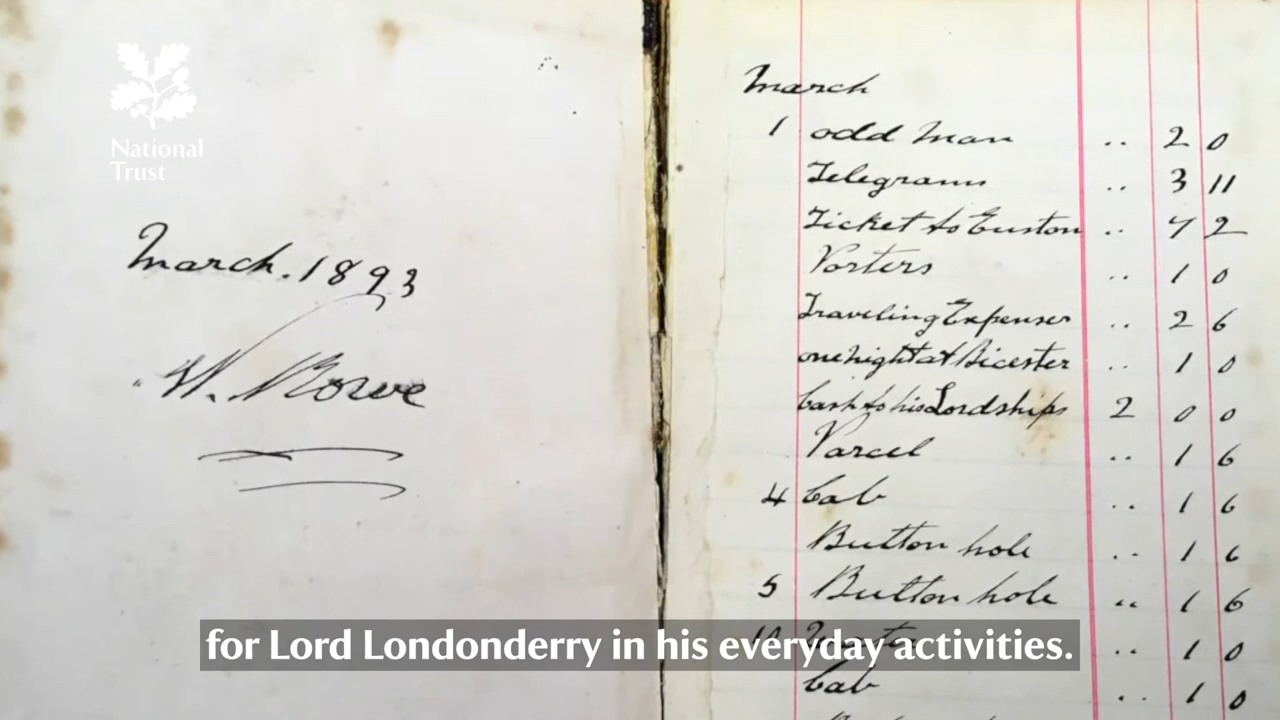 National
Trust
March. 1893
W. Rowe
March
1 odd Man .. 2 0
Telegrams .. 3 11
Ticket to Euston .. 7 2
Porters .. 1 0
Traveling Expenses .. 2 6
one night at Bicester .. 1 0
Cash to his Lordships 2 0 0
Parcel .. 1 6
4 Cab .. 1 6
Button hole .. 1 6
5 Button hole .. 1 6
.. 1 0
Cab .. 1 0
for Lord Londonderry in his everyday activities.